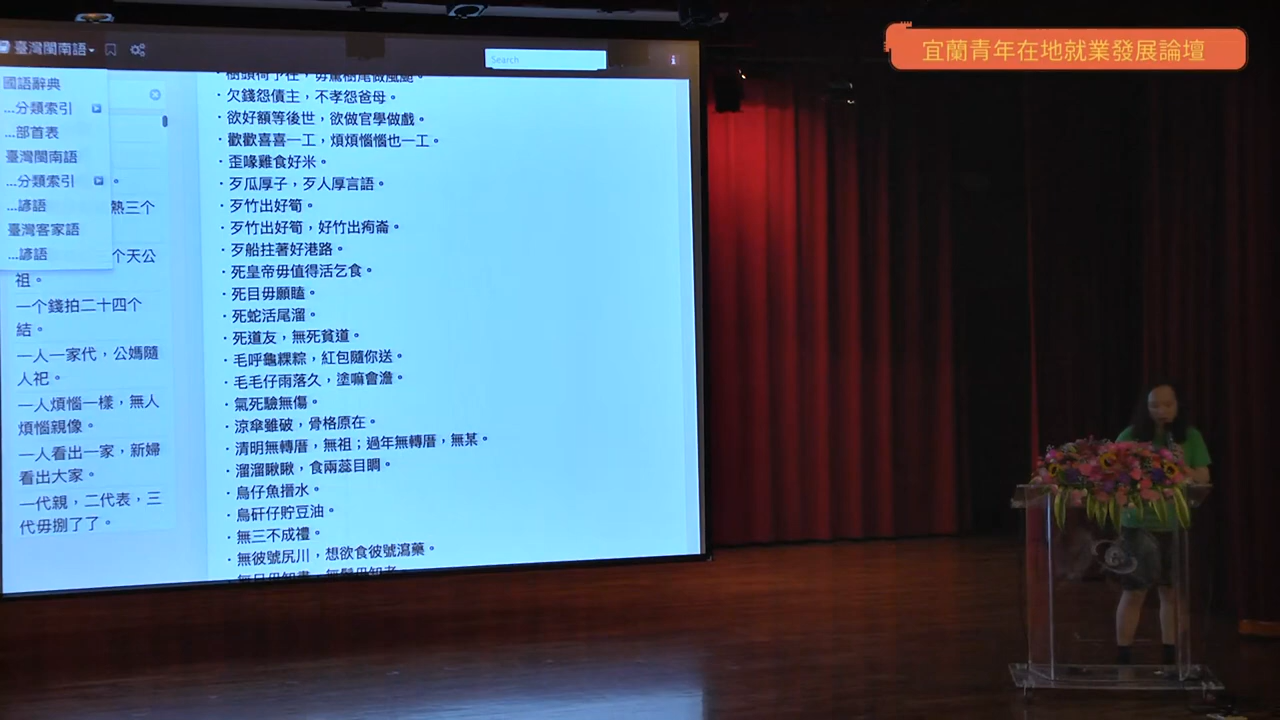 宜蘭青年在地就業發展論壇
臺灣閩南語
Search
i
國語辭典
...分類索引
...部首表
臺灣閩南語
...分類索引
...諺語
臺灣客家語
...諺語
。
熱三个
个天公
祖。
一个錢拍二十四个
結。
一人一家代，公媽隨
人祀。
一人煩惱一樣，無人
煩惱親像。
一人看出一家，新婦
看出大家。
一代親，二代表，三
代毋捌了了。
·欠錢怨債主，不孝怨爸母。
·欲好額等後世，欲做官學做戲。
·歡歡喜喜一工，煩煩惱惱也一工。
·歪喙雞食好米。
·歹瓜厚子，歹人厚言語。
·歹竹出好筍。
·歹竹出好筍，好竹出痀崙。
·歹船拄著好港路。
·死皇帝毋值得活乞食。
·死目毋願瞌。
·死蛇活尾溜。
·死道友，無死貧道。
·毛呼龜粿粽，紅包隨你送。
·毛毛仔雨落久，塗嘛會澹。
·氣死驗無傷。
·涼傘雖破，骨格原在。
·清明無轉厝，無祖；過年無轉厝，無某。
·溜溜瞅瞅，食兩蕊目睭。
·烏仔魚搢水。
·烏矸仔貯豆油。
·無三不成禮。
·無彼號尻川，想欲食彼號瀉藥。